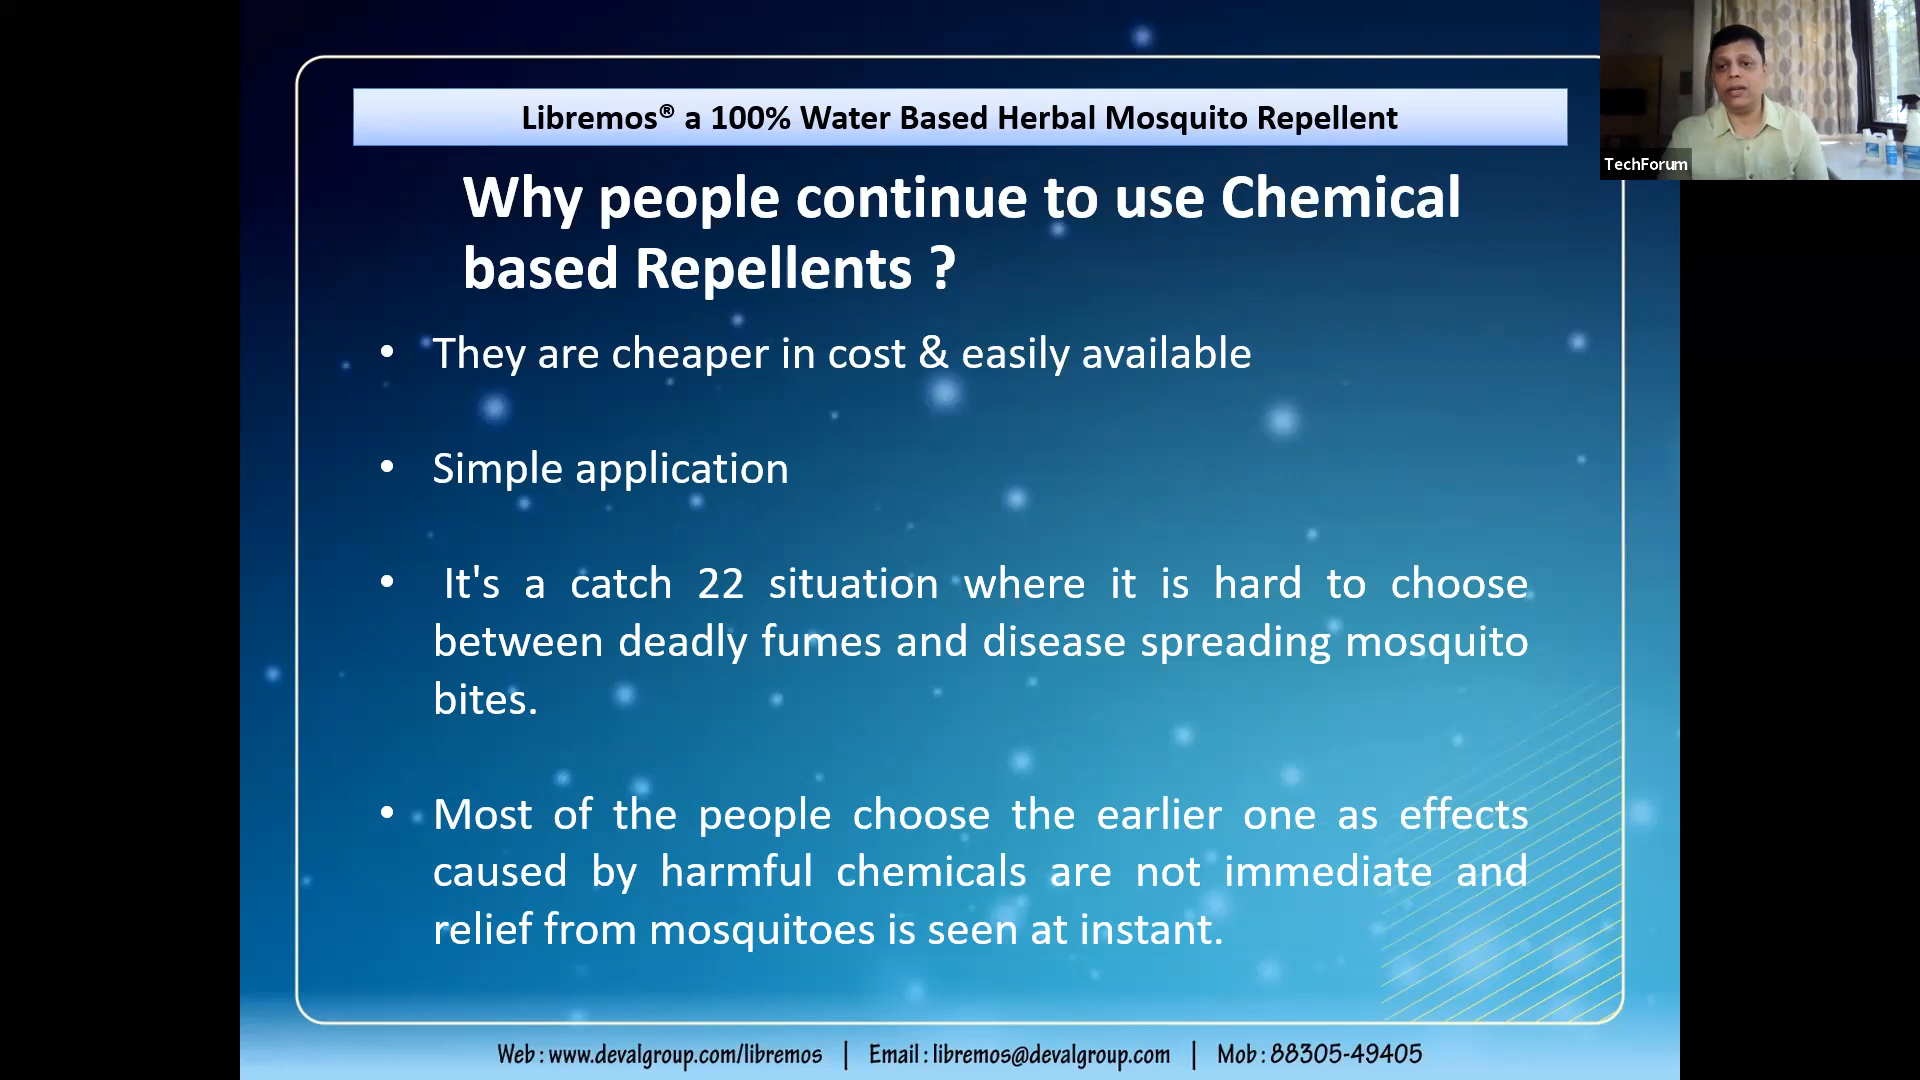 Libremos® a 100% Water Based Herbal Mosquito Repellent
TechForum
Why people continue to use Chemical
based Repellents ?
• They are cheaper in cost & easily available
• Simple application
• It's a catch 22 situation where it is hard to choose
between deadly fumes and disease spreading mosquito
bites.
• Most of the people choose the earlier one as effects
caused by harmful chemicals are not immediate and
relief from mosquitoes is seen at instant.
Web : www.devalgroup.com/libremos | Email : libremos@devalgroup.com | Mob : 88305-49405